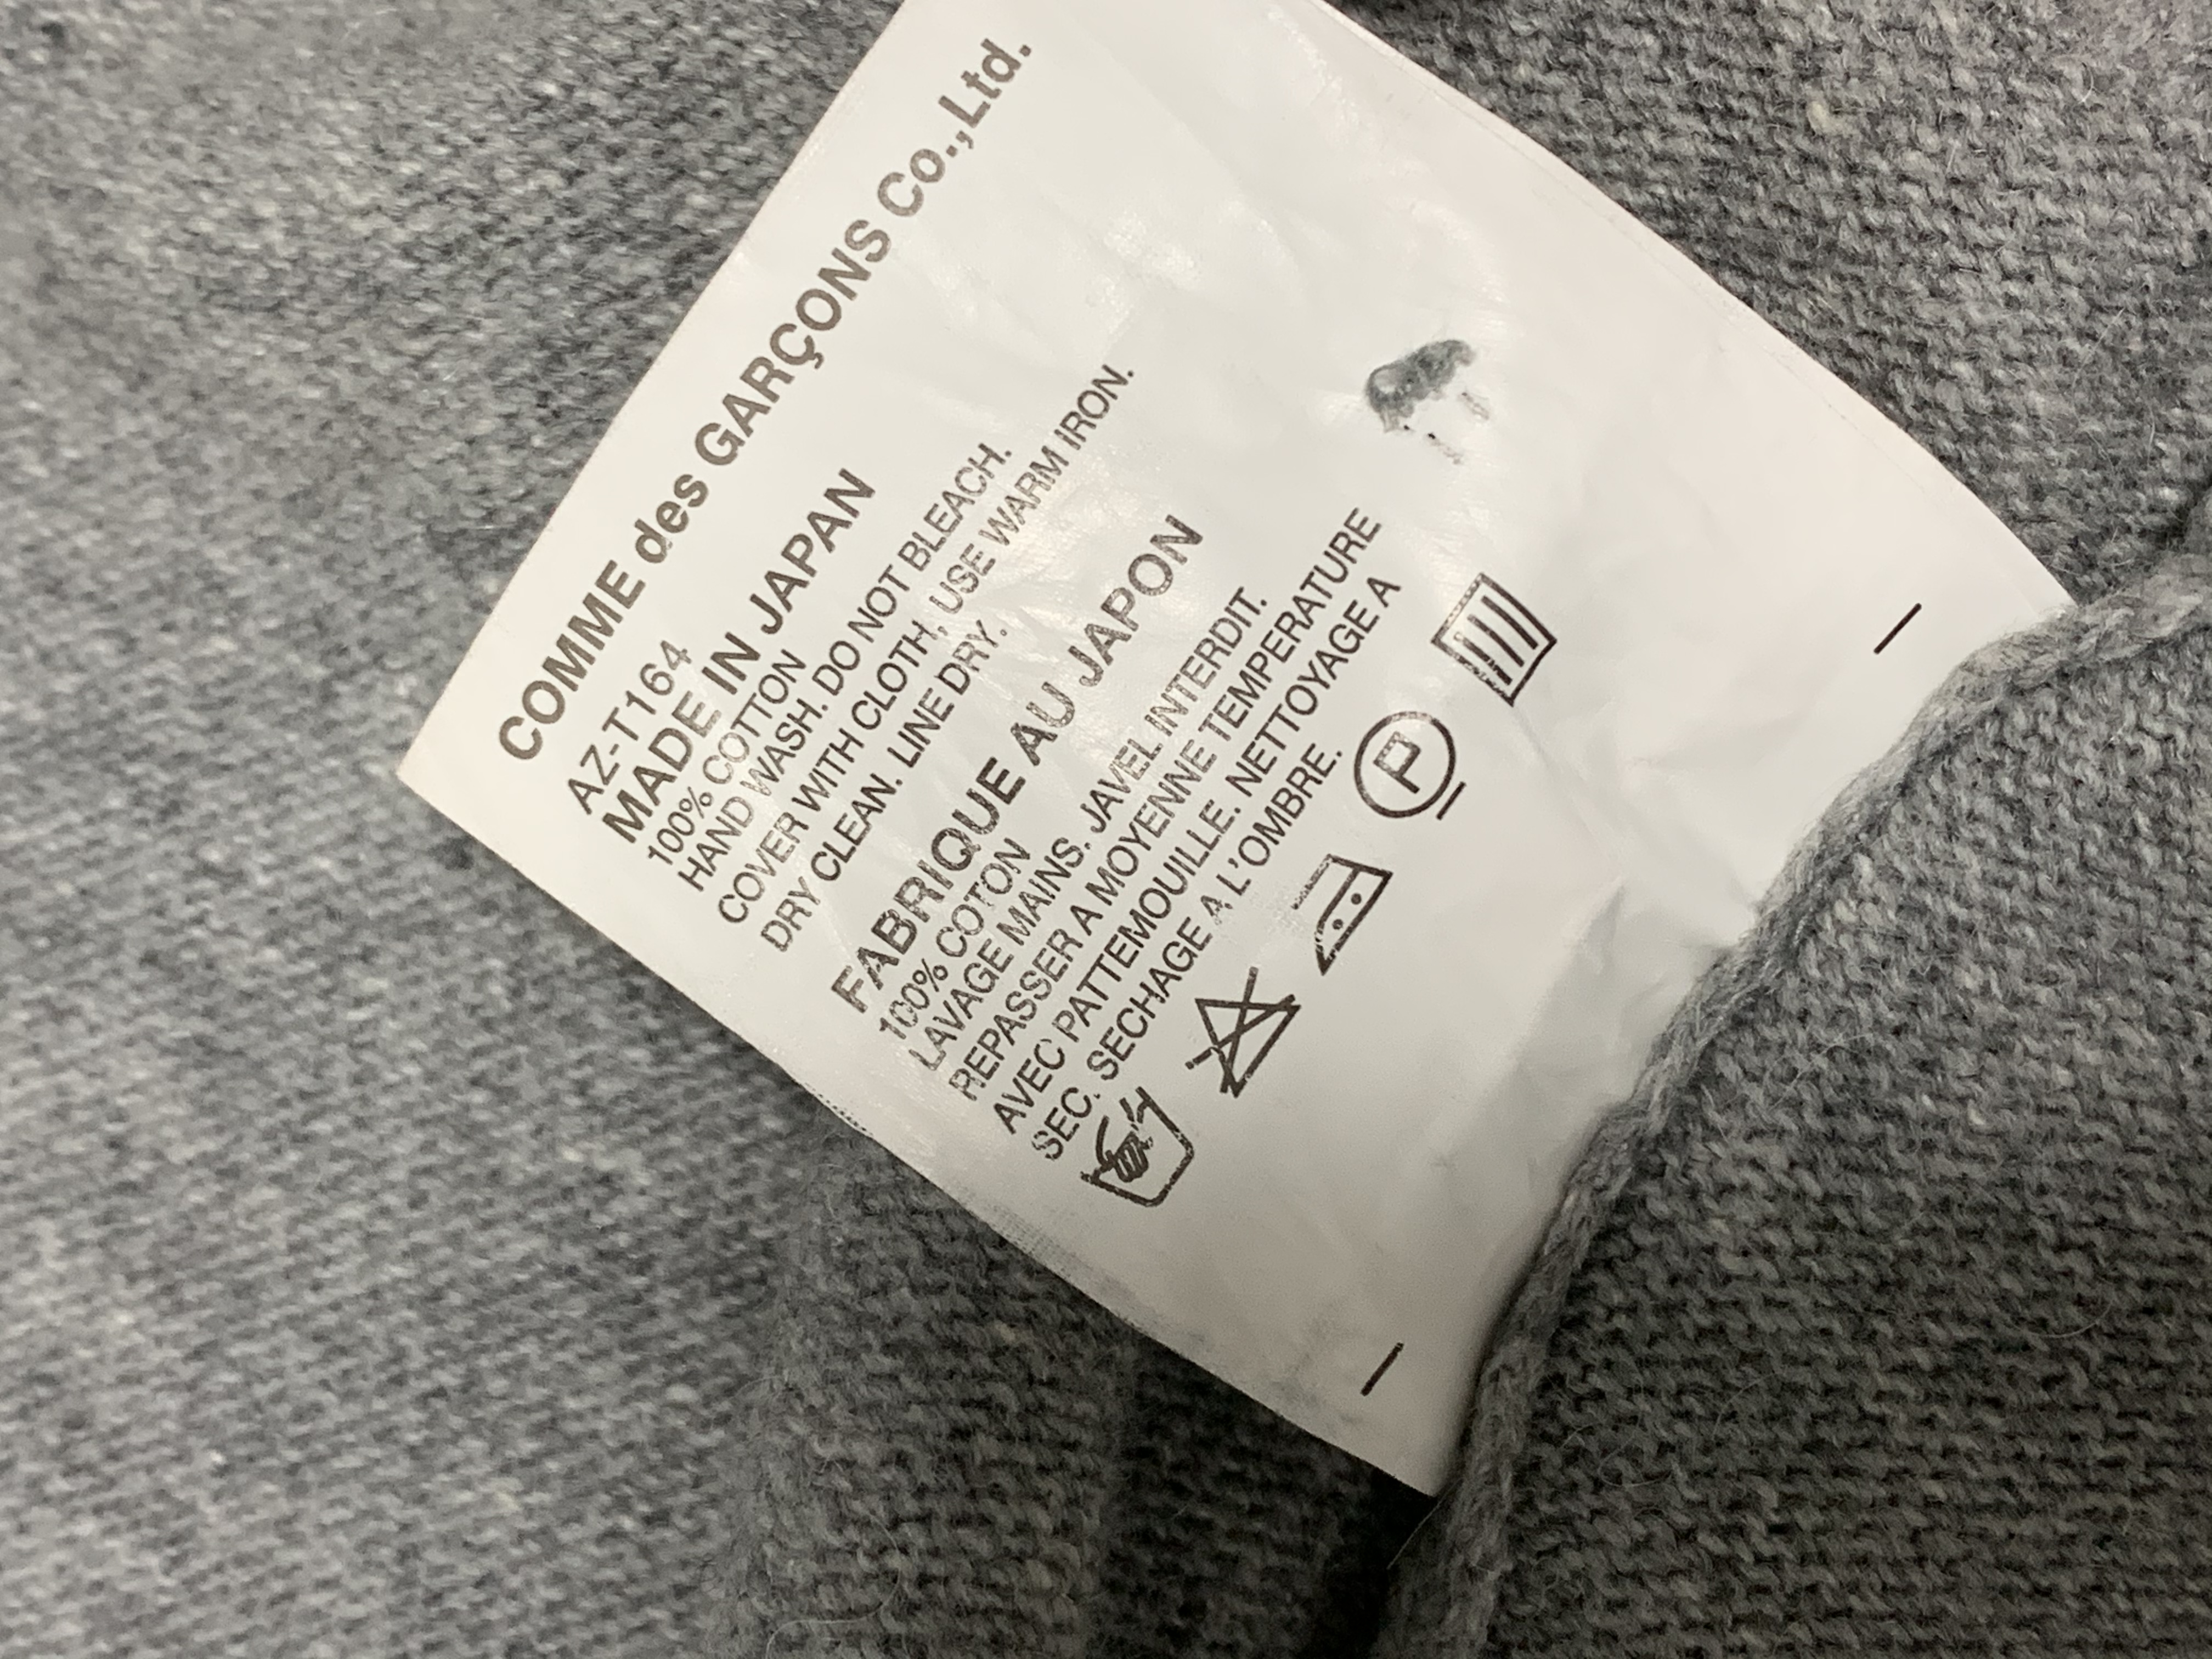 COMME des GARÇONS Co.,Ltd.
AZ-T164
MADE IN JAPAN
100% COTTON
HAND WASH. DO NOT BLEACH.
COVER WITH CLOTH, USE WARM IRON.
DRY CLEAN. LINE DRY.
FABRIQUE AU JAPON
100% COTON
LAVAGE MAINS. JAVEL INTERDIT.
REPASSER A MOYENNE TEMPERATURE
AVEC PATTEMOUILLE. NETTOYAGE A
SEC. SECHAGE A L'OMBRE.
P